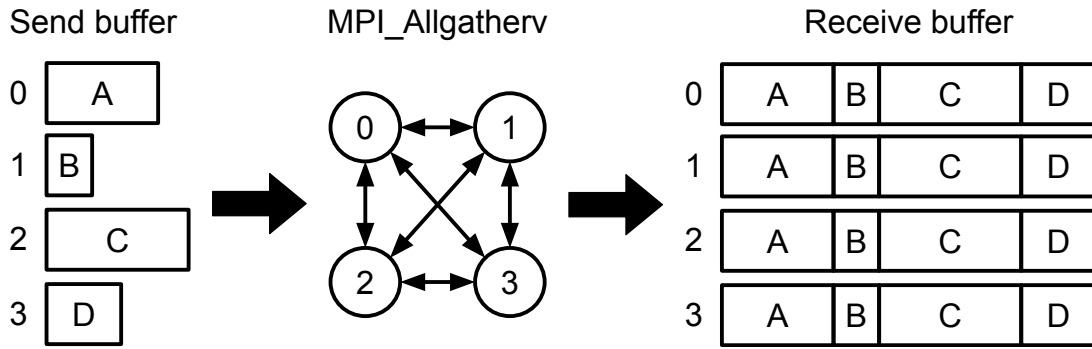 Send buffer
MPI_Allgatherv
Receive buffer
0 A
1 B
2 C
3 D
0 1
2 3
0 A B C D
1 A B C D
2 A B C D
3 A B C D